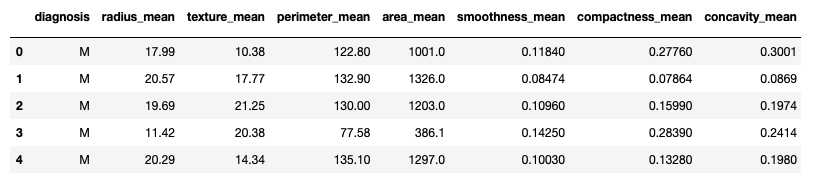 diagnosis radius_mean texture_mean perimeter_mean area_mean smoothness_mean compactness_mean concavity_mean
0 M 17.99 10.38 122.80 1001.0 0.11840 0.27760 0.3001
1 M 20.57 17.77 132.90 1326.0 0.08474 0.07864 0.0869
2 M 19.69 21.25 130.00 1203.0 0.10960 0.15990 0.1974
3 M 11.42 20.38 77.58 386.1 0.14250 0.28390 0.2414
4 M 20.29 14.34 135.10 1297.0 0.10030 0.13280 0.1980